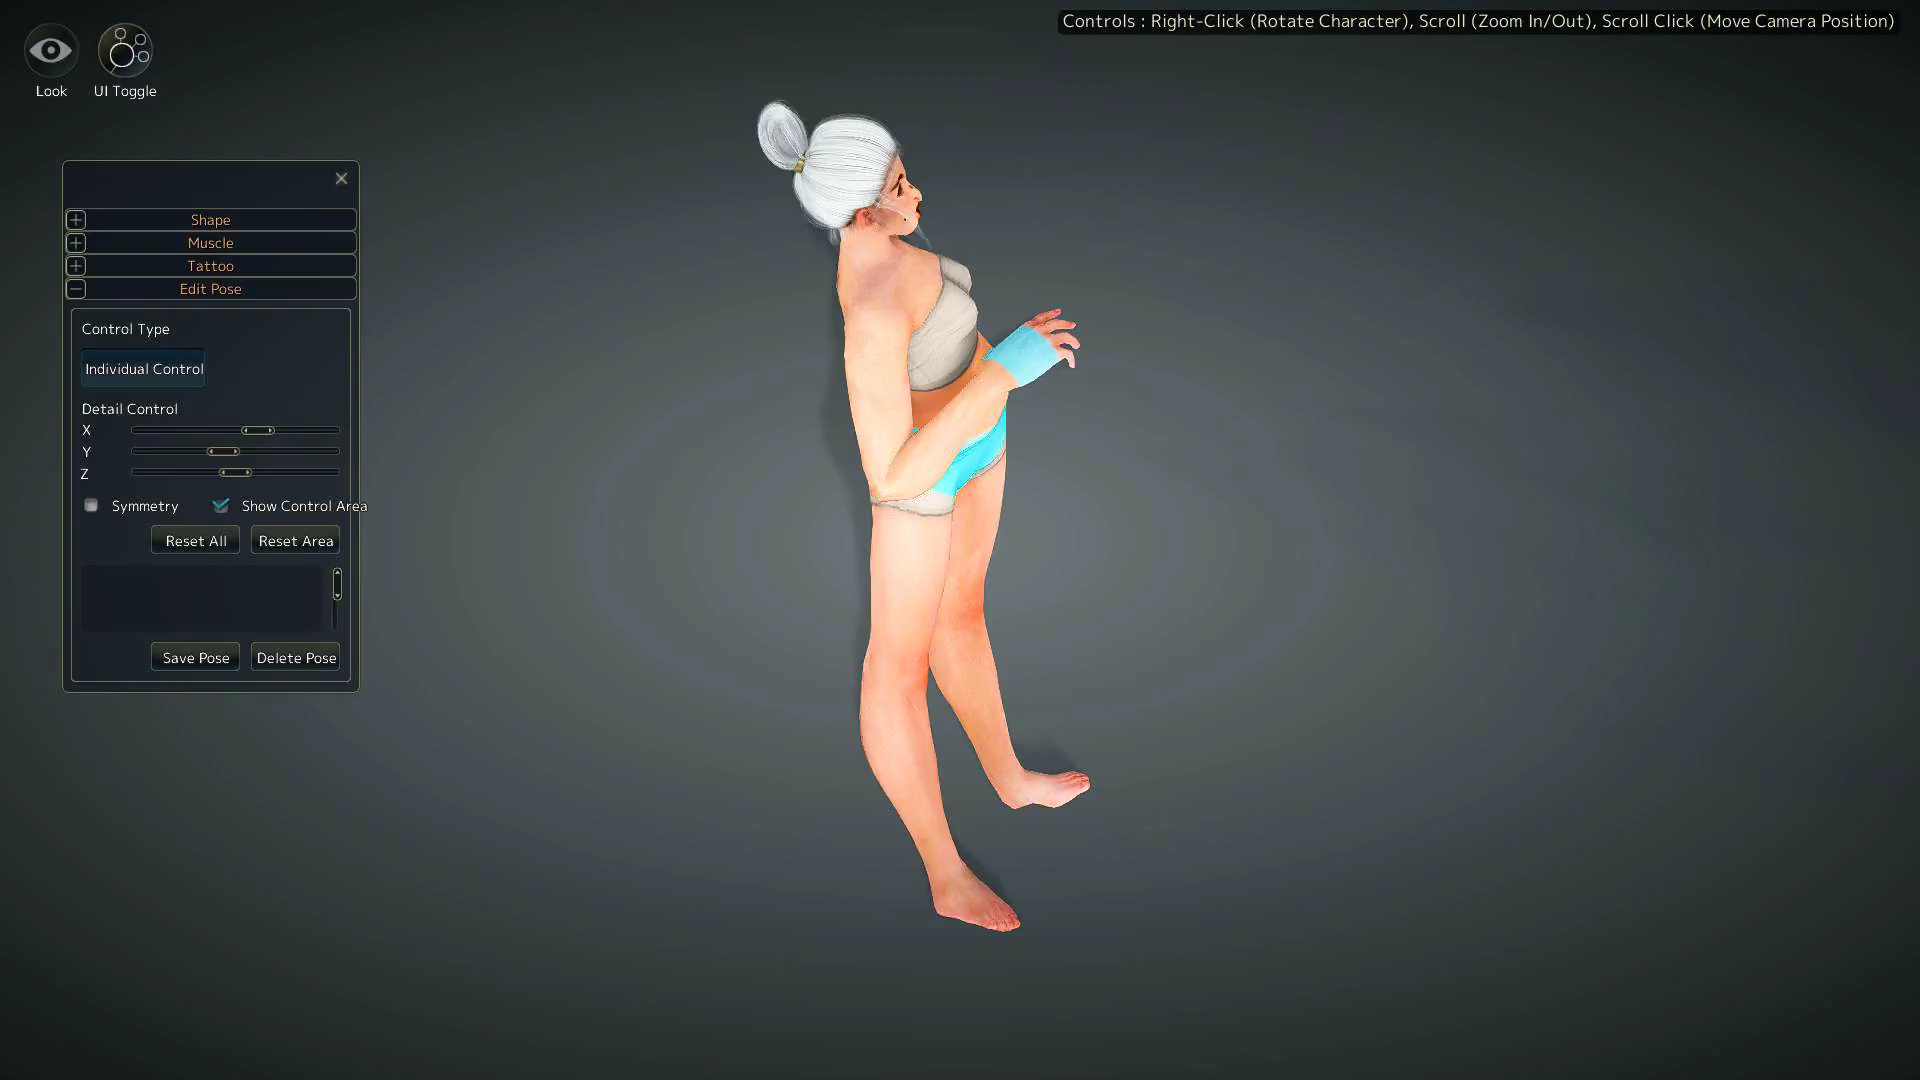 Controls : Right-Click (Rotate Character), Scroll (Zoom In/Out), Scroll Click (Move Camera Position)
Look
UI Toggle
Shape
Muscle
Tattoo
Edit Pose
Control Type
Individual Control
Detail Control
X
Y
Z
Symmetry
Show Control Area
Reset All
Reset Area
Save Pose
Delete Pose